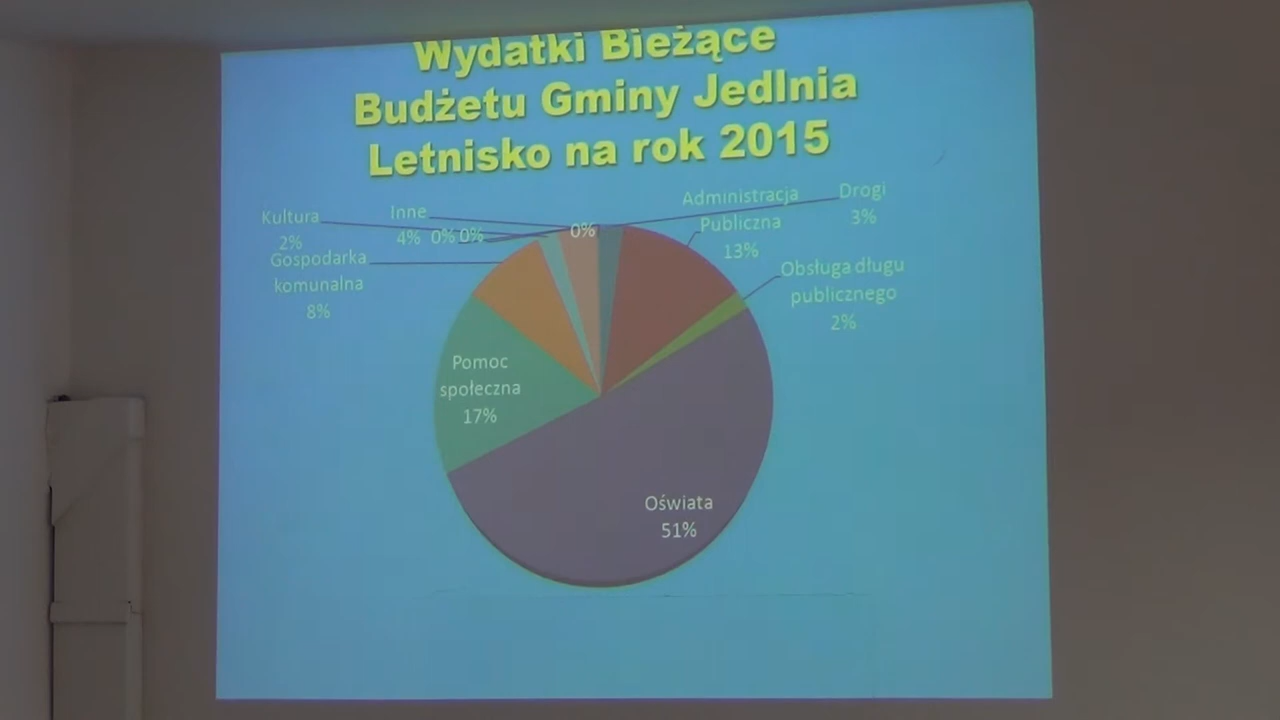 Wydatki Bieżące
Budżetu Gminy Jedlnia
Letnisko na rok 2015
Kultura
2%
Inne
4%
0%
0%
0%
Administracja
Publiczna
13%
Drogi
3%
Gospodarka
komunalna
8%
Obsługa długu
publicznego
2%
Pomoc
społeczna
17%
Oświata
51%